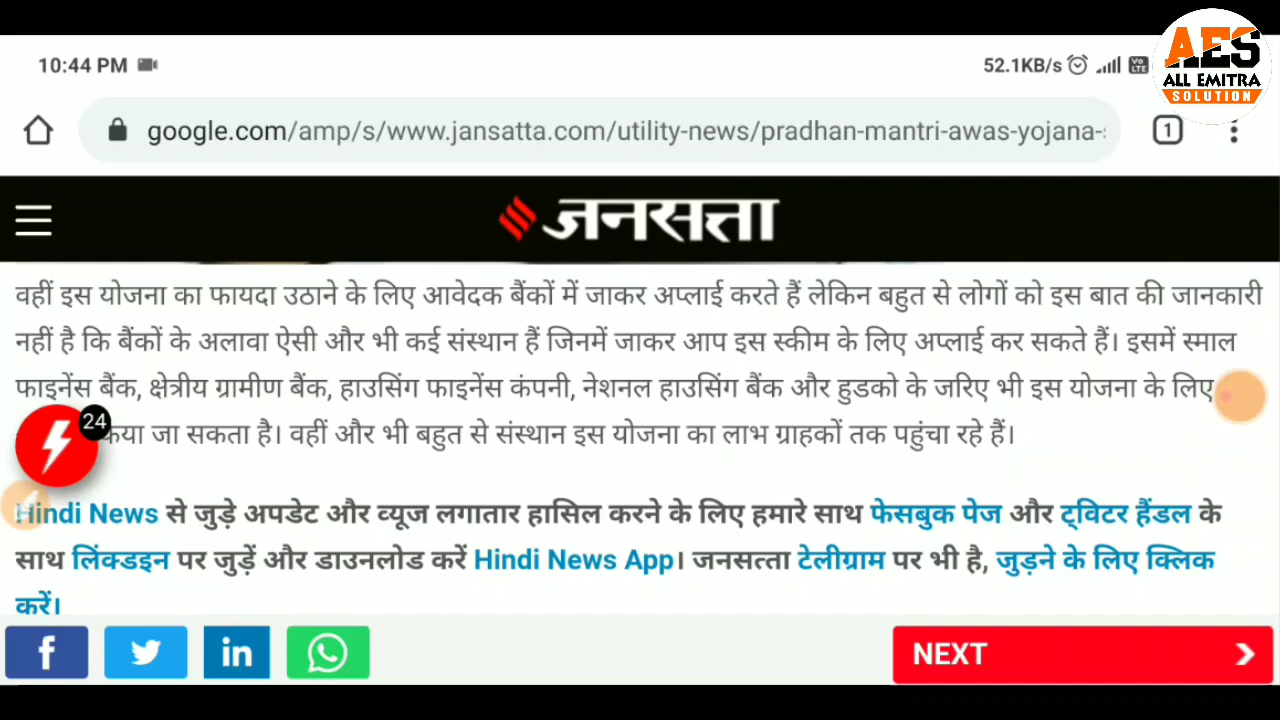 10:44 PM
52.1KB/s
Vo LTE
AES
ALL EMITRA
SOLUTION
google.com/amp/s/www.jansatta.com/utility-news/pradhan-mantri-awas-yojana-
1
जनसत्ता
वहीं इस योजना का फायदा उठाने के लिए आवेदक बैंकों में जाकर अप्लाई करते हैं लेकिन बहुत से लोगों को इस बात की जानकारी
नहीं है कि बैंकों के अलावा ऐसी और भी कई संस्थान हैं जिनमें जाकर आप इस स्कीम के लिए अप्लाई कर सकते हैं। इसमें स्माल
फाइनेंस बैंक, क्षेत्रीय ग्रामीण बैंक, हाउसिंग फाइनेंस कंपनी, नेशनल हाउसिंग बैंक और हुडको के जरिए भी इस योजना के लिए
24
जा सकता है। वहीं और भी बहुत से संस्थान इस योजना का लाभ ग्राहकों तक पहुंचा रहे हैं।
Hindi News से जुड़े अपडेट और व्यूज लगातार हासिल करने के लिए हमारे साथ फेसबुक पेज और ट्विटर हैंडल के
साथ लिंक्डइन पर जुड़ें और डाउनलोड करें Hindi News App। जनसत्ता टेलीग्राम पर भी है, जुड़ने के लिए क्लिक
करें।
NEXT